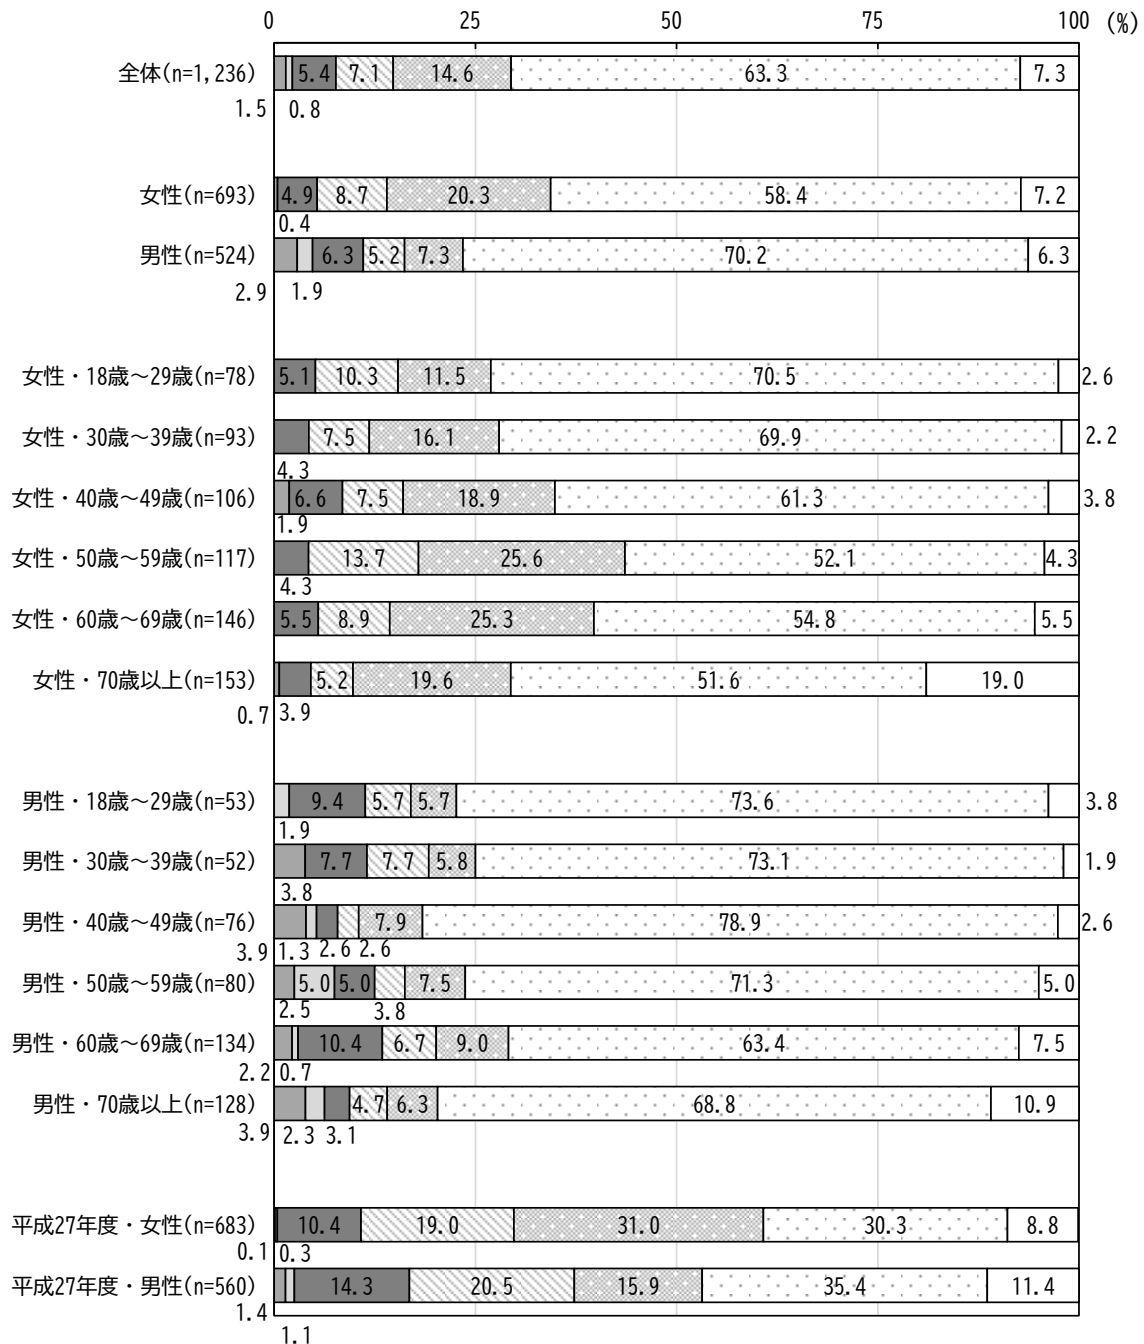 0 25 50 75 100 (%)
全体(n=1,236) 5.4 7.1 14.6 63.3 7.3
1.5 0.8
女性(n=693) 4.9 8.7 20.3 58.4 7.2
0.4
男性(n=524) 6.3 5.2 7.3 70.2 6.3
2.9 1.9
女性・18歳～29歳(n=78) 5.1 10.3 11.5 70.5 2.6
女性・30歳～39歳(n=93) 7.5 16.1 69.9 2.2
4.3
女性・40歳～49歳(n=106) 6.6 7.5 18.9 61.3 3.8
1.9
女性・50歳～59歳(n=117) 13.7 25.6 52.1 4.3
4.3
女性・60歳～69歳(n=146) 5.5 8.9 25.3 54.8 5.5
女性・70歳以上(n=153) 5.2 19.6 51.6 19.0
0.7 3.9
男性・18歳～29歳(n=53) 9.4 5.7 5.7 73.6 3.8
1.9
男性・30歳～39歳(n=52) 7.7 7.7 5.8 73.1 1.9
3.8
男性・40歳～49歳(n=76) 7.9 78.9 2.6
3.9 1.3 2.6 2.6
男性・50歳～59歳(n=80) 5.0 5.0 7.5 71.3 5.0
2.5 3.8
男性・60歳～69歳(n=134) 10.4 6.7 9.0 63.4 7.5
2.2 0.7
男性・70歳以上(n=128) 4.7 6.3 68.8 10.9
3.9 2.3 3.1
平成27年度・女性(n=683) 10.4 19.0 31.0 30.3 8.8
0.1 0.3
平成27年度・男性(n=560) 14.3 20.5 15.9 35.4 11.4
1.4
1.1